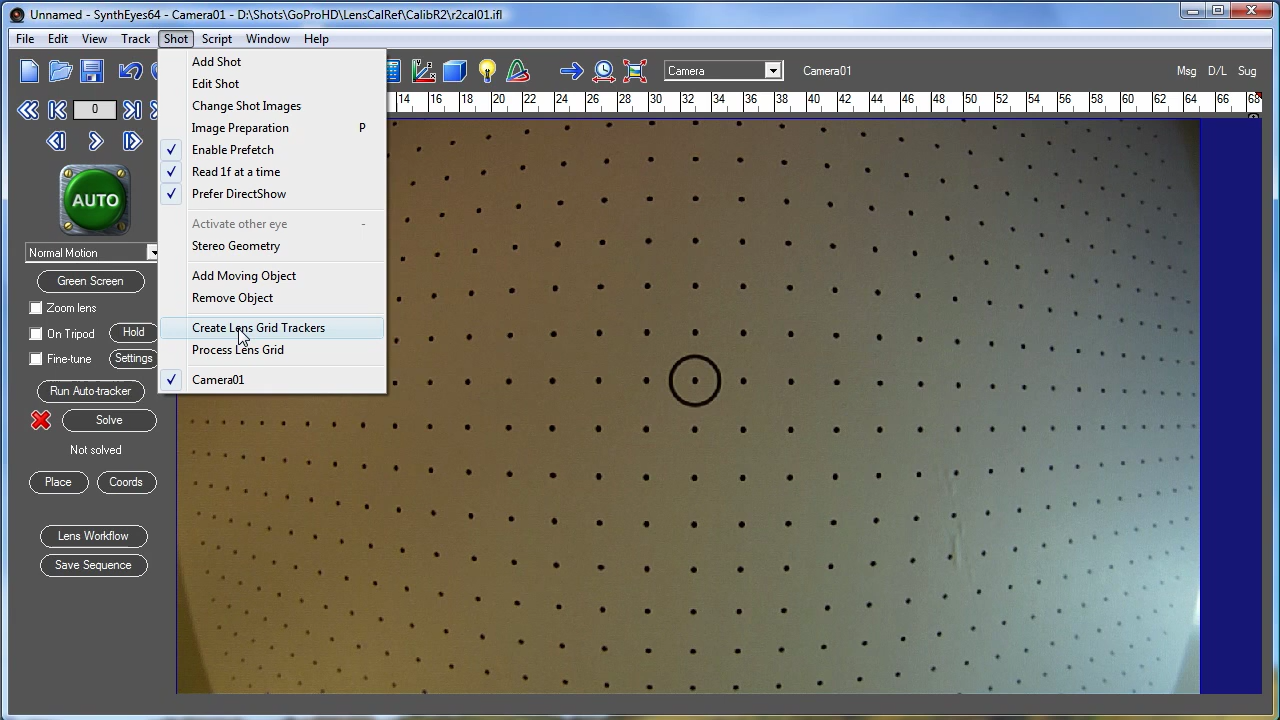 Unnamed - SynthEyes64 - Camera01 - D:\Shots\GoProHD\LensCalRef\CalibR2\r2cal01.ifl
File Edit View Track Shot Script Window Help
Camera Camera01 Msg D/L Sug
0 14 16 18 20 22 24 26 28 30 32 34 36 38 40 42 44 46 48 50 52 54 56 58 60 62 64 66 68
Add Shot
Edit Shot
Change Shot Images
Image Preparation P
Enable Prefetch
Read 1f at a time
Prefer DirectShow
Activate other eye -
Stereo Geometry
Add Moving Object
Remove Object
Create Lens Grid Trackers
Process Lens Grid
Camera01
AUTO
Normal Motion
Green Screen
Zoom lens
On Tripod Hold
Fine-tune Settings
Run Auto-tracker
Solve
Not solved
Place Coords
Lens Workflow
Save Sequence